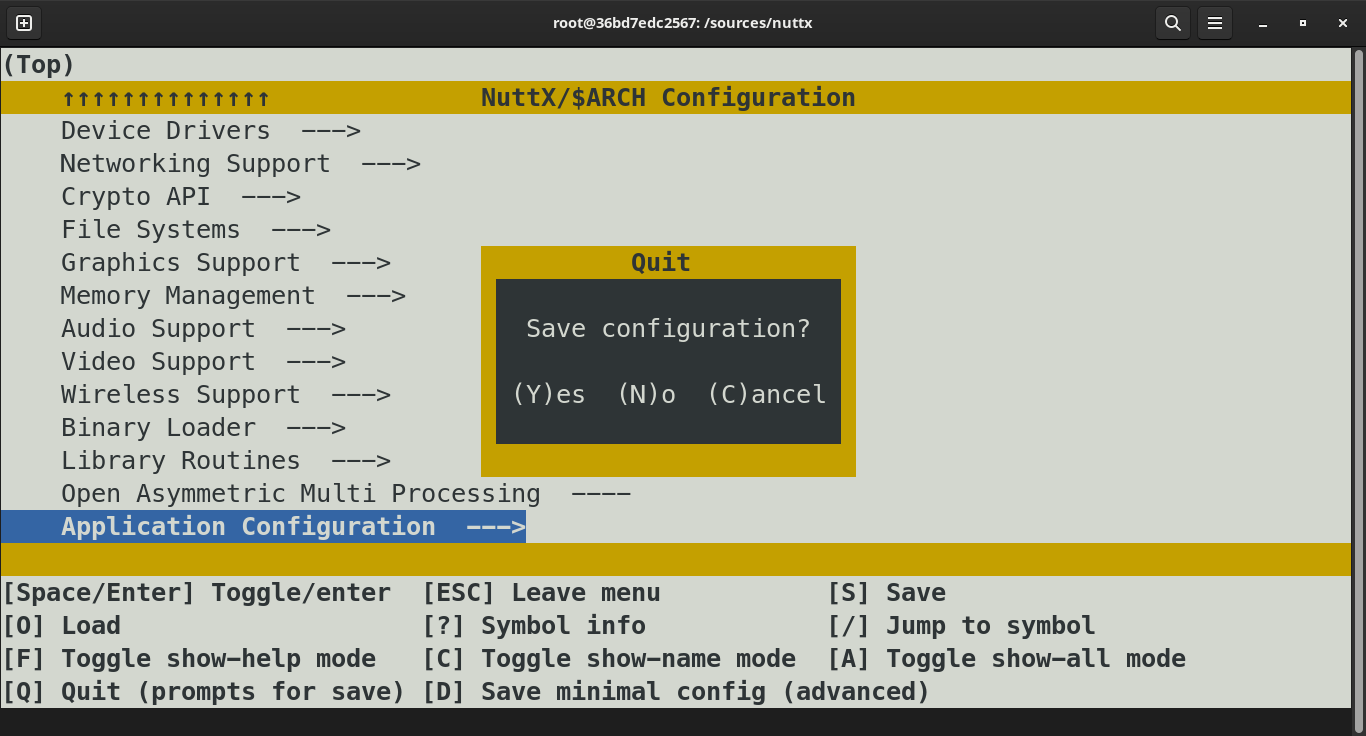 root@36bd7edc2567: /sources/nuttx
(Top)
↑↑↑↑↑↑↑↑↑↑↑↑↑↑ NuttX/$ARCH Configuration
Device Drivers --->
Networking Support --->
Crypto API --->
File Systems --->
Graphics Support --->
Memory Management --->
Audio Support --->
Video Support --->
Wireless Support --->
Binary Loader --->
Library Routines --->
Open Asymmetric Multi Processing ----
Application Configuration --->
Quit
Save configuration?
(Y)es (N)o (C)ancel
[Space/Enter] Toggle/enter [ESC] Leave menu [S] Save
[O] Load [?] Symbol info [/] Jump to symbol
[F] Toggle show-help mode [C] Toggle show-name mode [A] Toggle show-all mode
[Q] Quit (prompts for save) [D] Save minimal config (advanced)